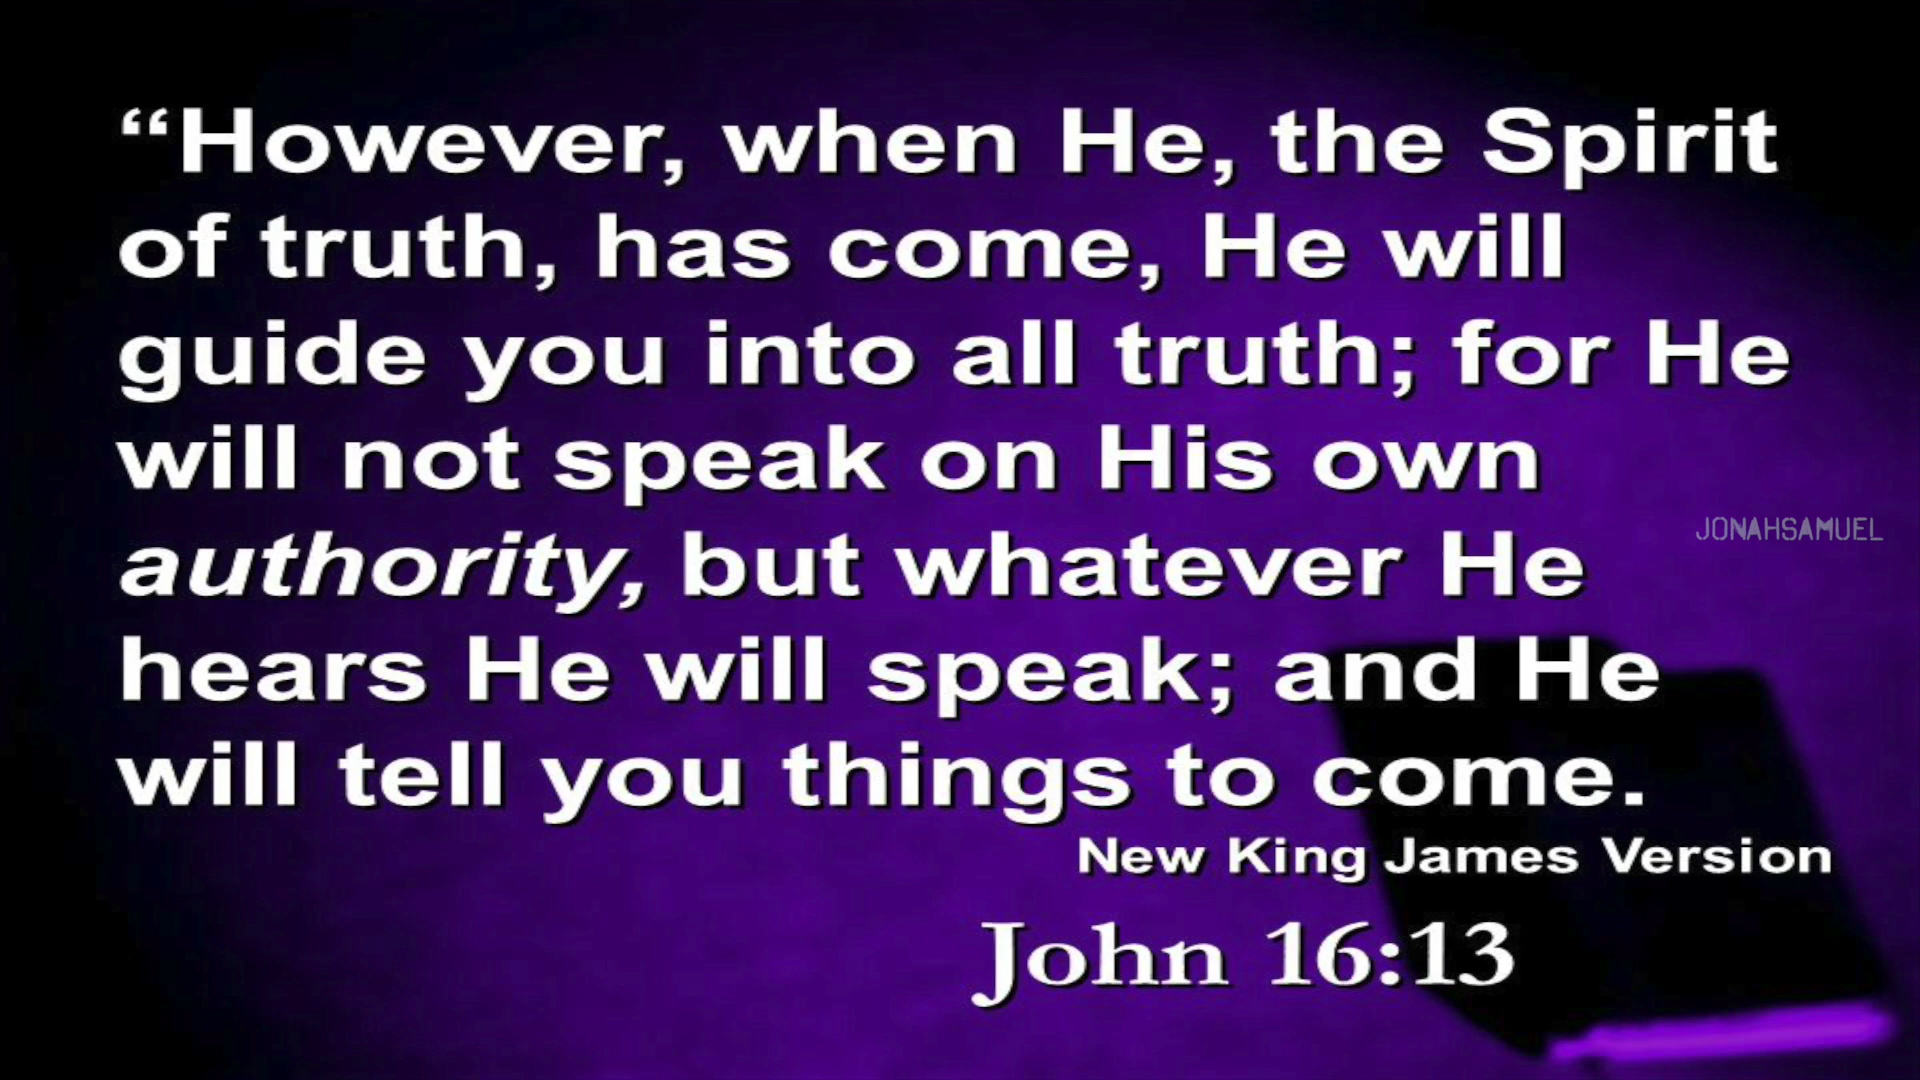 “However, when He, the Spirit
of truth, has come, He will
guide you into all truth; for He
will not speak on His own
authority, but whatever He
hears He will speak; and He
will tell you things to come.
New King James Version
John 16:13
JONAHSAMUEL